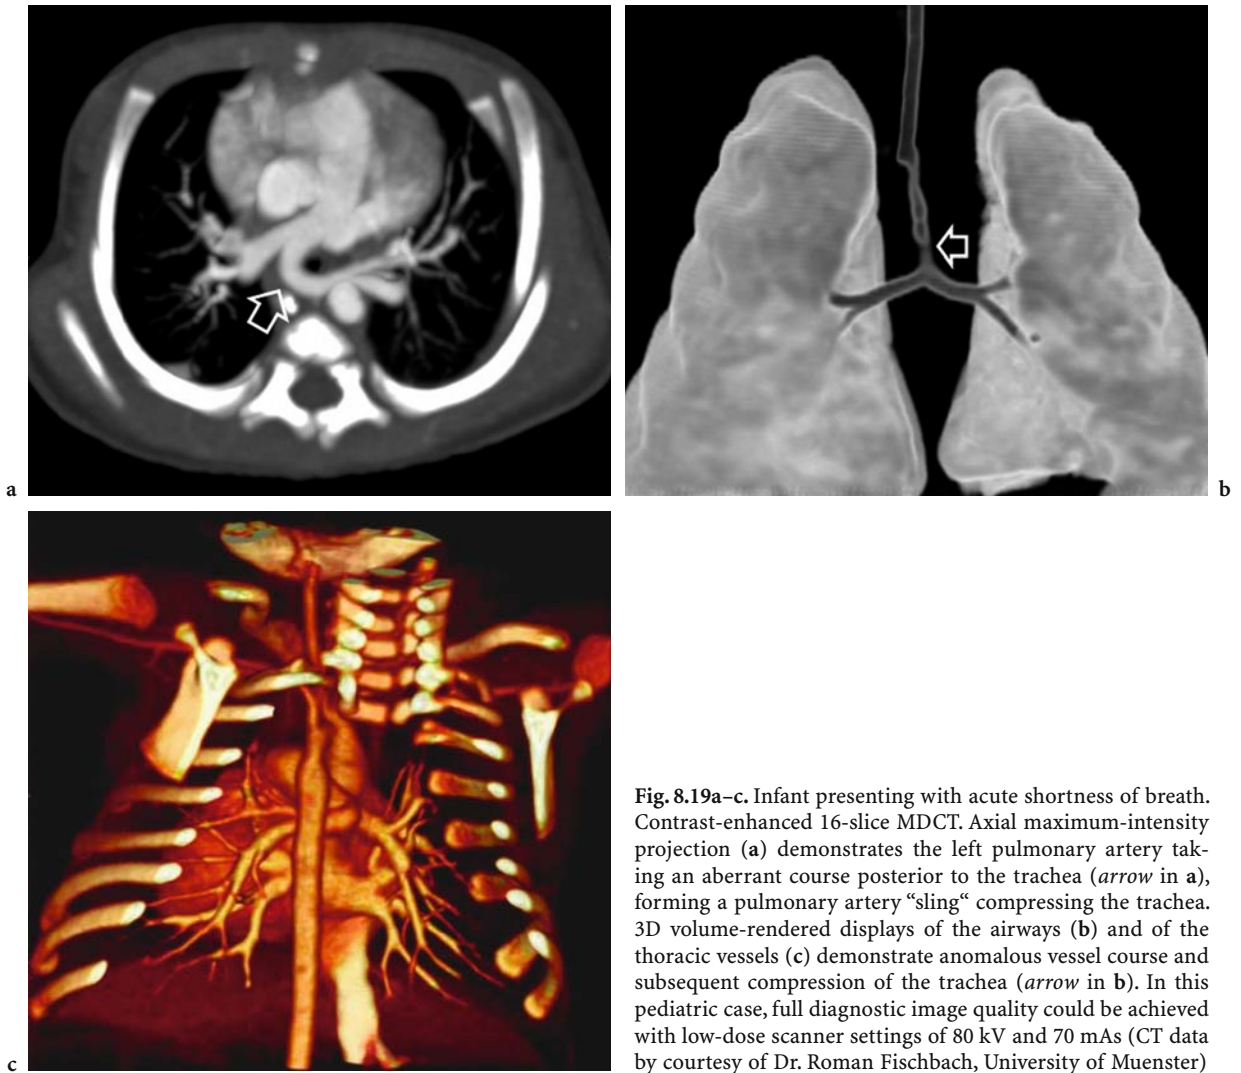 a
b
c
Fig. 8.19a–c. Infant presenting with acute shortness of breath.
Contrast-enhanced 16-slice MDCT. Axial maximum-intensity
projection (a) demonstrates the left pulmonary artery tak-
ing an aberrant course posterior to the trachea (arrow in a),
forming a pulmonary artery “sling“ compressing the trachea.
3D volume-rendered displays of the airways (b) and of the
thoracic vessels (c) demonstrate anomalous vessel course and
subsequent compression of the trachea (arrow in b). In this
pediatric case, full diagnostic image quality could be achieved
with low-dose scanner settings of 80 kV and 70 mAs (CT data
by courtesy of Dr. Roman Fischbach, University of Muenster)